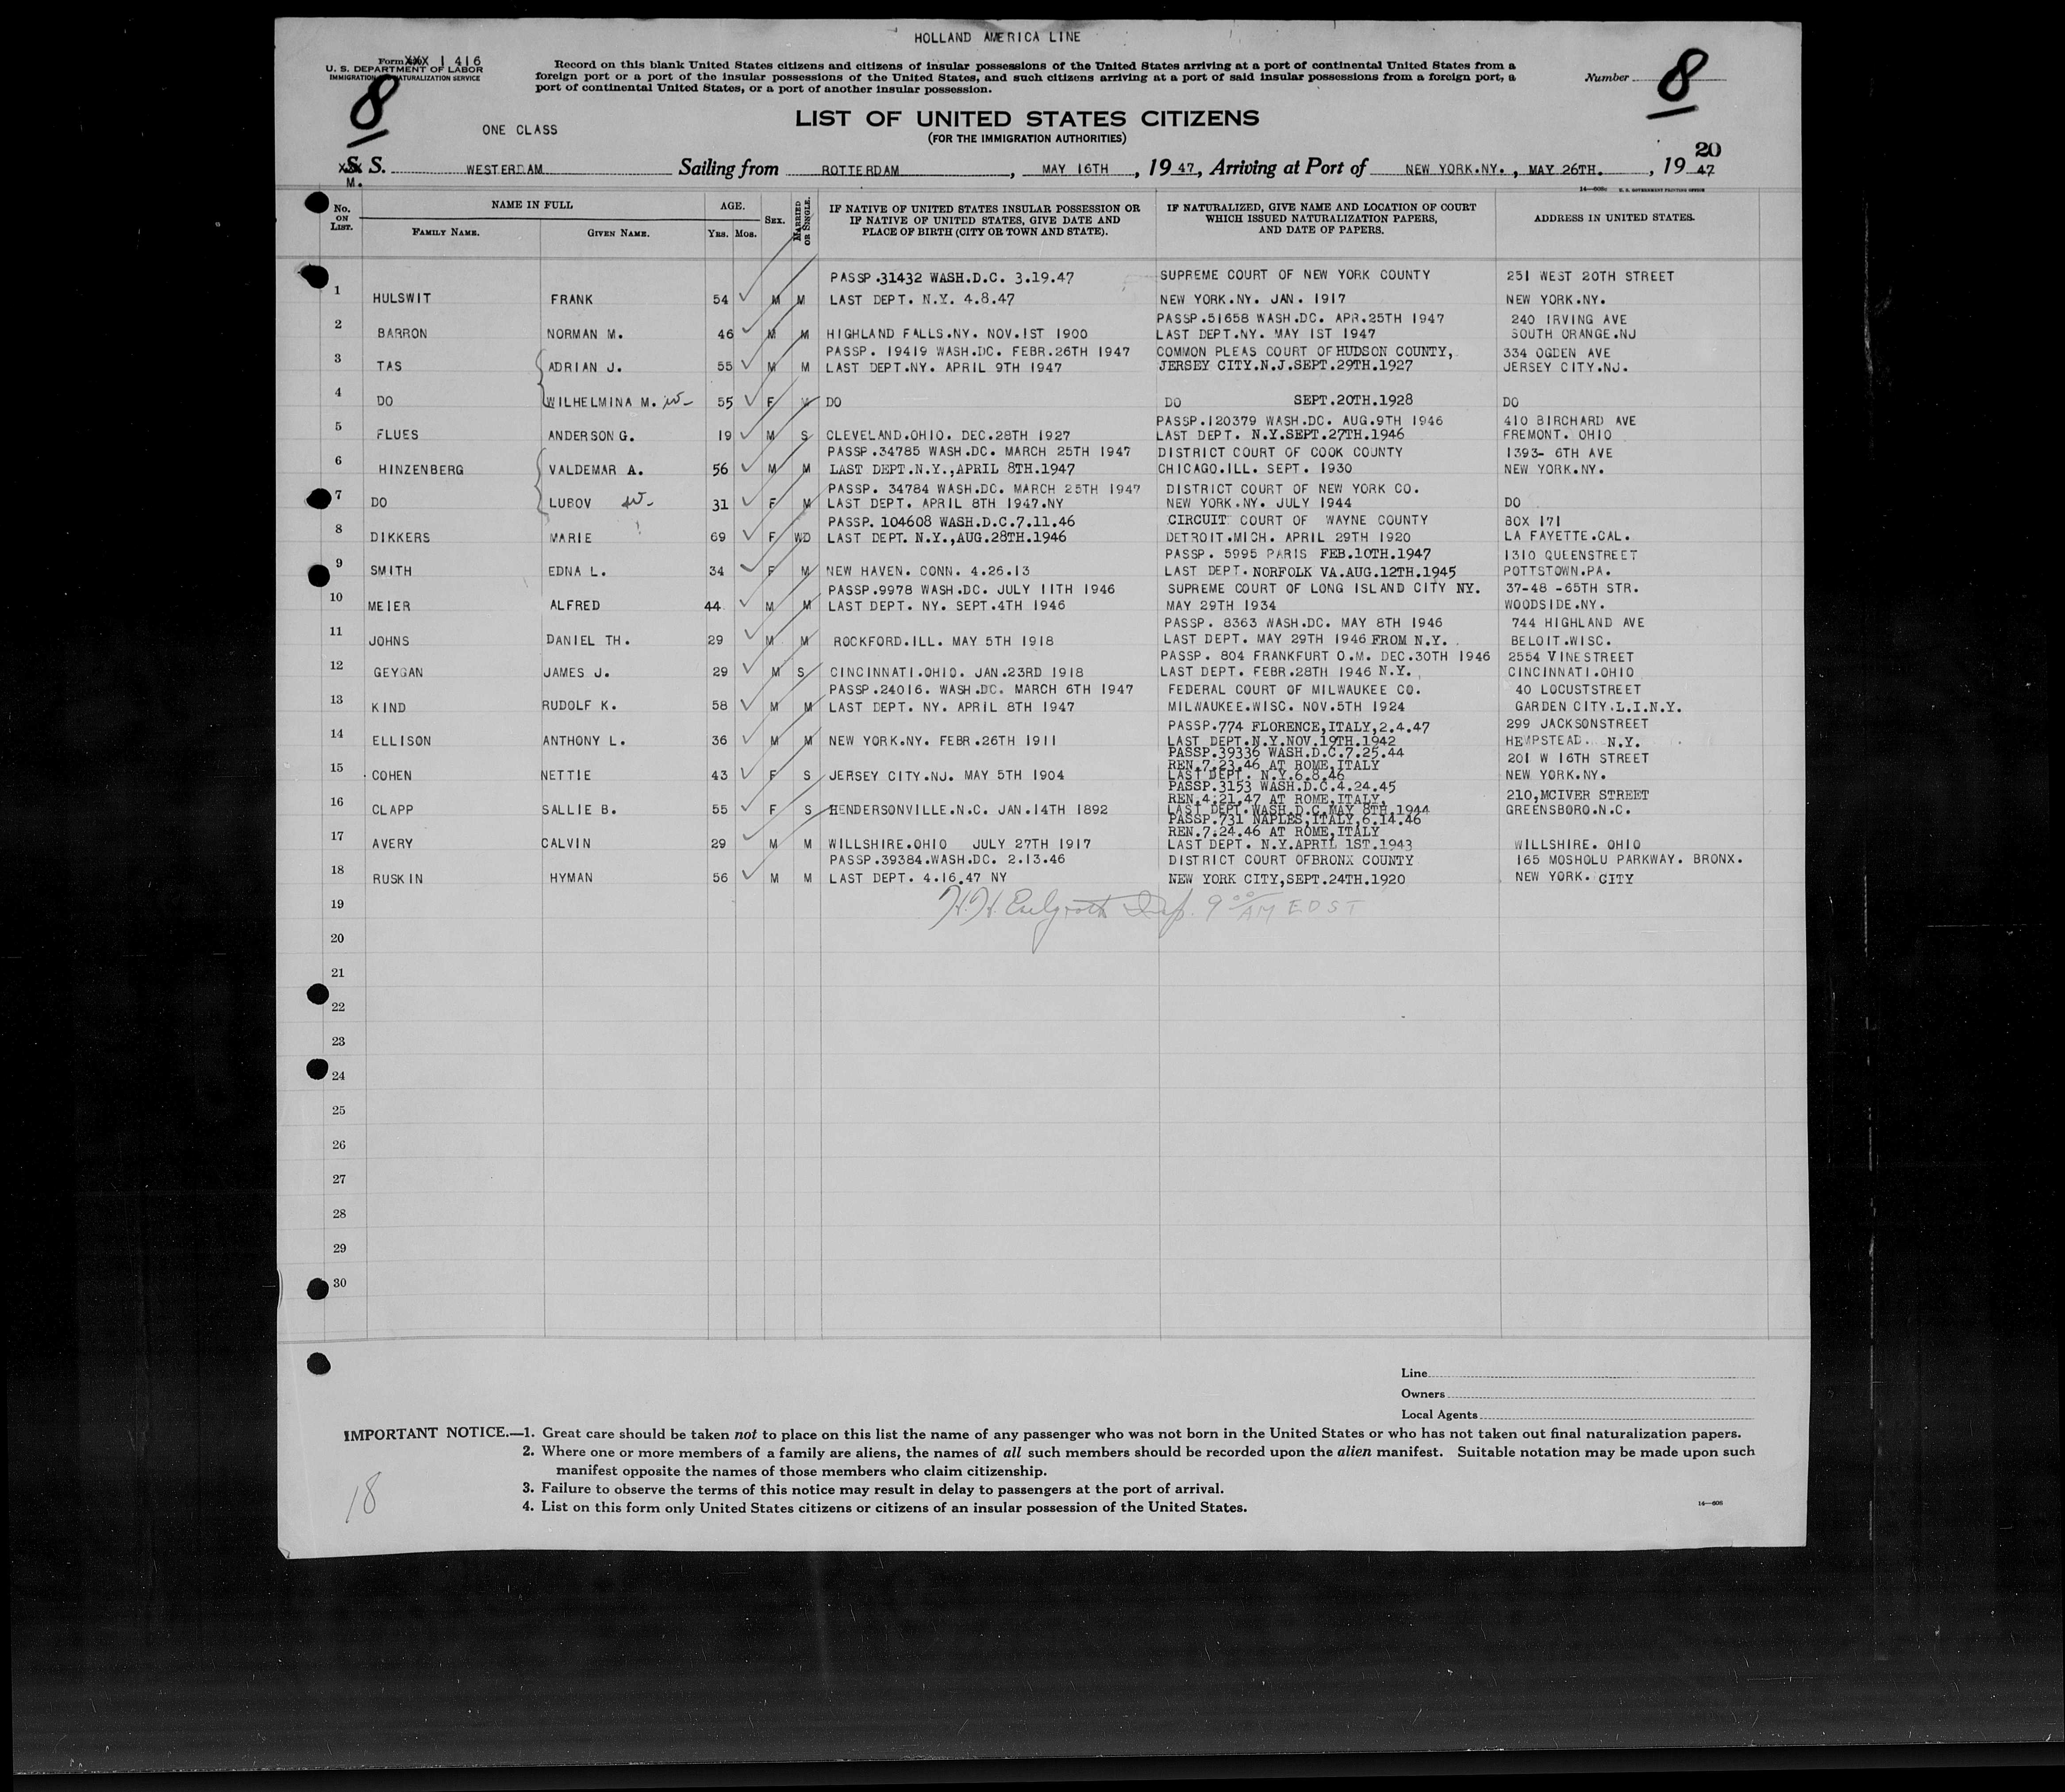 HOLLAND AMERICA LINE
Form XXX 1 416
U. S. DEPARTMENT OF LABOR
IMMIGRATION AND NATURALIZATION SERVICE
Record on this blank United States citizens and citizens of insular possessions of the United States arriving at a port of continental United States from a
foreign port or a port of the insular possessions of the United States, and such citizens arriving at a port of said insular possessions from a foreign port, a
port of continental United States, or a port of another insular possession.
Number 8
8
ONE CLASS
LIST OF UNITED STATES CITIZENS
(FOR THE IMMIGRATION AUTHORITIES)
20
S. S. WESTERDAM Sailing from ROTTERDAM, MAY 16TH, 19 47, Arriving at Port of NEW YORK.NY., MAY 26TH., 19 47
M.
No. ON LIST. NAME IN FULL FAMILY NAME. GIVEN NAME. AGE. YRS. MOS. SEX. MARRIED OR SINGLE. IF NATIVE OF UNITED STATES INSULAR POSSESSION OR IF NATIVE OF UNITED STATES, GIVE DATE AND PLACE OF BIRTH (CITY OR TOWN AND STATE). IF NATURALIZED, GIVE NAME AND LOCATION OF COURT WHICH ISSUED NATURALIZATION PAPERS, AND DATE OF PAPERS. ADDRESS IN UNITED STATES.
PASSP.31432 WASH.D.C. 3.19.47 SUPREME COURT OF NEW YORK COUNTY 251 WEST 20TH STREET
1 HULSWIT FRANK 54 M M LAST DEPT. N.Y. 4.8.47 NEW YORK.NY. JAN. 1917 NEW YORK.NY.
PASSP.51658 WASH.DC. APR.25TH 1947 240 IRVING AVE
2 BARRON NORMAN M. 46 M M HIGHLAND FALLS.NY. NOV.1ST 1900 LAST DEPT.NY. MAY 1ST 1947 SOUTH ORANGE.NJ
PASSP. 19419 WASH.DC. FEBR.26TH 1947 COMMON PLEAS COURT OF HUDSON COUNTY, 334 OGDEN AVE
3 TAS ADRIAN J. 55 M M LAST DEPT.NY. APRIL 9TH 1947 JERSEY CITY.N.J.SEPT.29TH.1927 JERSEY CITY.NJ.
4 DO WILHELMINA M. w- 55 F M DO DO SEPT.20TH.1928 DO
PASSP.120379 WASH.DC. AUG.9TH 1946 410 BIRCHARD AVE
5 FLUES ANDERSON G. 19 M S CLEVELAND.OHIO. DEC.28TH 1927 LAST DEPT. N.Y.SEPT.27TH.1946 FREMONT. OHIO
PASSP.34785 WASH.DC. MARCH 25TH 1947 DISTRICT COURT OF COOK COUNTY 1393- 6TH AVE
6 HINZENBERG VALDEMAR A. 56 M M LAST DEPT.N.Y.,APRIL 8TH.1947 CHICAGO.ILL. SEPT. 1930 NEW YORK.NY.
PASSP. 34784 WASH.DC. MARCH 25TH 1947 DISTRICT COURT OF NEW YORK CO.
7 DO LUBOV w- 31 F M LAST DEPT. APRIL 8TH 1947.NY NEW YORK.NY. JULY 1944 DO
PASSP. 104608 WASH.D.C.7.11.46 CIRCUIT COURT OF WAYNE COUNTY BOX 171
8 DIKKERS MARIE 69 F WD LAST DEPT. N.Y.,AUG.28TH.1946 DETROIT.MICH. APRIL 29TH 1920 LA FAYETTE.CAL.
PASSP. 5995 PARIS FEB.10TH.1947 1310 QUEENSTREET
9 SMITH EDNA L. 34 F M NEW HAVEN. CONN. 4.26.13 LAST DEPT. NORFOLK VA.AUG.12TH.1945 POTTSTOWN.PA.
PASSP.9978 WASH.DC. JULY 11TH 1946 SUPREME COURT OF LONG ISLAND CITY NY. 37-48 -65TH STR.
10 MEIER ALFRED 44. M M LAST DEPT. NY. SEPT.4TH 1946 MAY 29TH 1934 WOODSIDE.NY.
PASSP. 8363 WASH.DC. MAY 8TH 1946 744 HIGHLAND AVE
11 JOHNS DANIEL TH. 29 M M ROCKFORD.ILL. MAY 5TH 1918 LAST DEPT. MAY 29TH 1946 FROM N.Y. BELOIT.WISC.
PASSP. 804 FRANKFURT O.M. DEC.30TH 1946 2554 VINESTREET
12 GEYGAN JAMES J. 29 M S CINCINNATI.OHIO. JAN.23RD 1918 LAST DEPT. FEBR.28TH 1946 N.Y. CINCINNATI.OHIO
PASSP.24016. WASH.DC. MARCH 6TH 1947 FEDERAL COURT OF MILWAUKEE CO. 40 LOCUSTSTREET
13 KIND RUDOLF K. 58 M M LAST DEPT. NY. APRIL 8TH 1947 MILWAUKEE.WISC. NOV.5TH 1924 GARDEN CITY.L.I.N.Y.
PASSP.774 FLORENCE,ITALY,2.4.47 299 JACKSONSTREET
14 ELLISON ANTHONY L. 36 M M NEW YORK.NY. FEBR.26TH 1911 LAST DEPT.N.Y.NOV.19TH.1942 HEMPSTEAD. N.Y.
PASSP.39336 WASH.D.C.7.25.44
REN.7.23.46 AT ROME,ITALY 201 W 16TH STREET
15 COHEN NETTIE 43 F S JERSEY CITY.NJ. MAY 5TH 1904 LAST DEPT. N.Y.6.8.46 NEW YORK.NY.
PASSP.3153 WASH.D.C.4.24.45
REN.4.21.47 AT ROME,ITALY, 210,MCIVER STREET
16 CLAPP SALLIE B. 55 F S HENDERSONVILLE.N.C. JAN.14TH 1892 LAST DEPT.WASH.D.C.MAY 8TH.1944 GREENSBORO.N.C.
PASSP.731 NAPLES,ITALY,6.14.46
REN.7.24.46 AT ROME,ITALY
17 AVERY CALVIN 29 M M WILLSHIRE.OHIO JULY 27TH 1917 LAST DEPT. N.Y.APRIL 1ST.1943 WILLSHIRE. OHIO
PASSP.39384.WASH.DC. 2.13.46 DISTRICT COURT OFBRONX COUNTY 165 MOSHOLU PARKWAY. BRONX.
18 RUSKIN HYMAN 56 M M LAST DEPT. 4.16.47 NY NEW YORK CITY,SEPT.24TH.1920 NEW YORK. CITY
19 H.H. Insp. 9 00 AM E D S T
20
21
22
23
24
25
26
27
28
29
30
Line
Owners
Local Agents
IMPORTANT NOTICE.—1. Great care should be taken not to place on this list the name of any passenger who was not born in the United States or who has not taken out final naturalization papers.
2. Where one or more members of a family are aliens, the names of all such members should be recorded upon the alien manifest. Suitable notation may be made upon such
manifest opposite the names of those members who claim citizenship.
3. Failure to observe the terms of this notice may result in delay to passengers at the port of arrival.
4. List on this form only United States citizens or citizens of an insular possession of the United States.
14—608
18